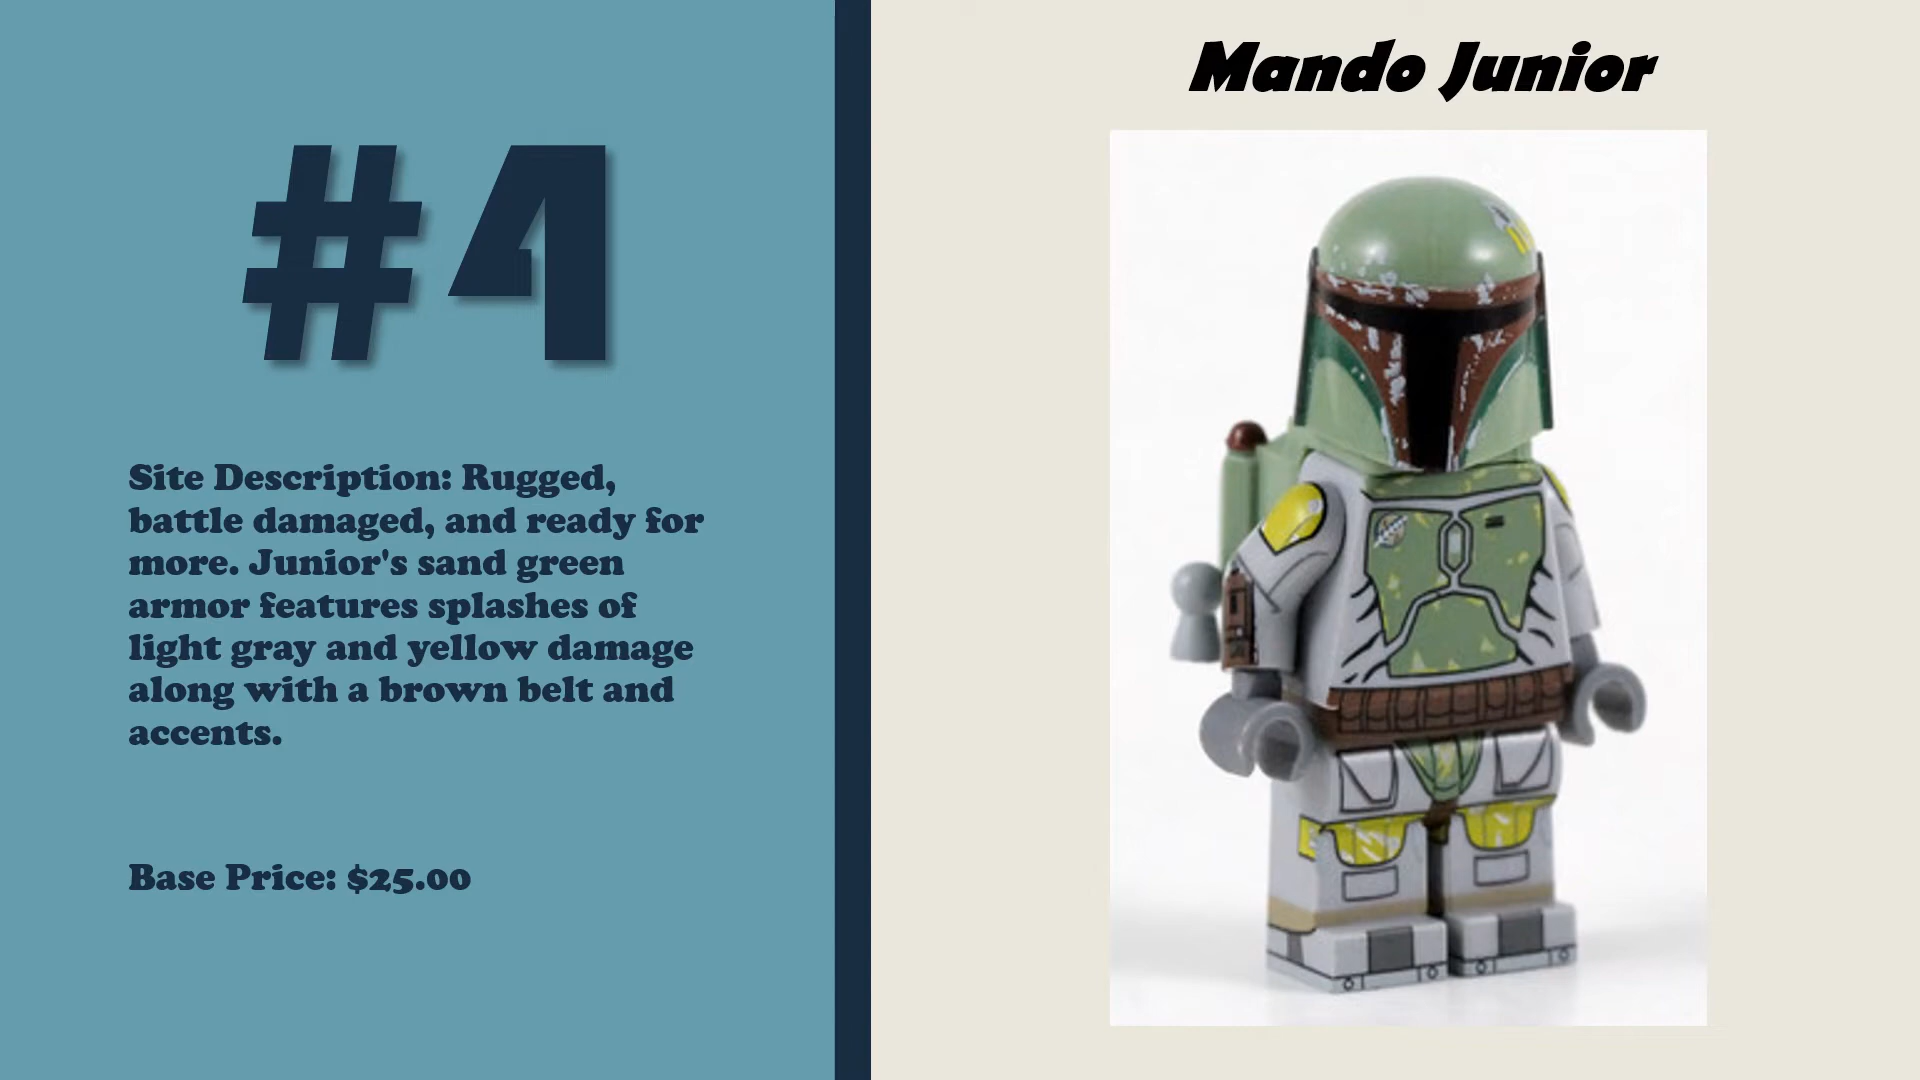 Mando Junior
#4
Site Description: Rugged,
battle damaged, and ready for
more. Junior's sand green
armor features splashes of
light gray and yellow damage
along with a brown belt and
accents.
Base Price: $25.00